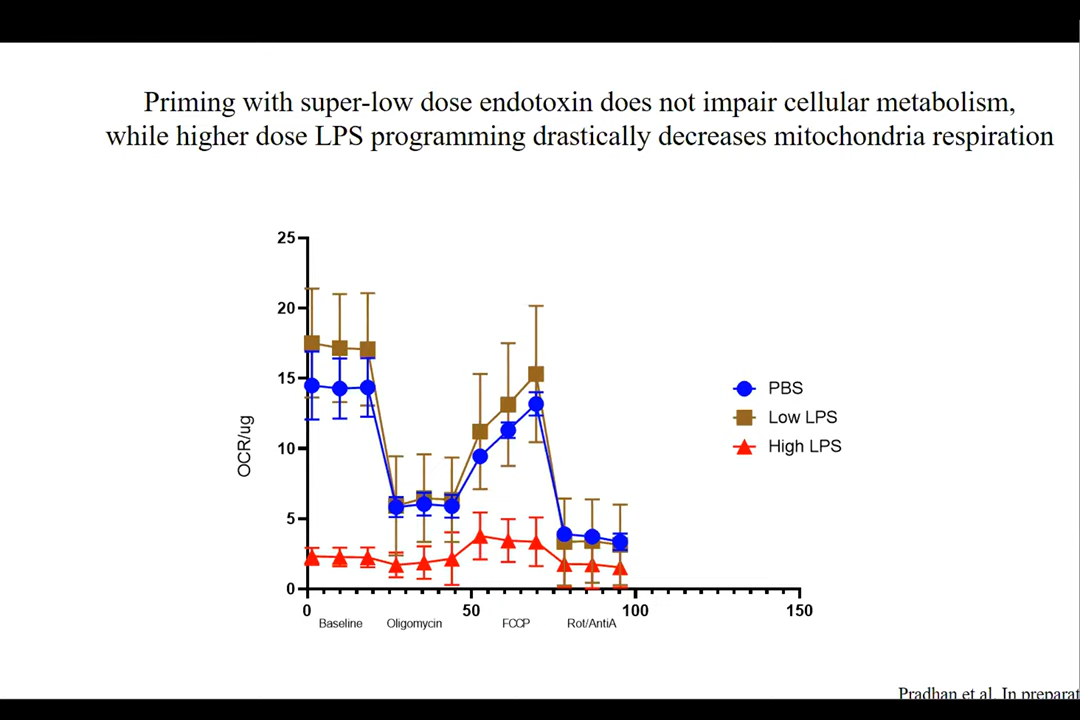 Priming with super-low dose endotoxin does not impair cellular metabolism,
while higher dose LPS programming drastically decreases mitochondria respiration
25
20
15
10
5
0
OCR/ug
0
50
100
150
Baseline
Oligomycin
FCCP
Rot/AntiA
PBS
Low LPS
High LPS
Pradhan et al. In preparat